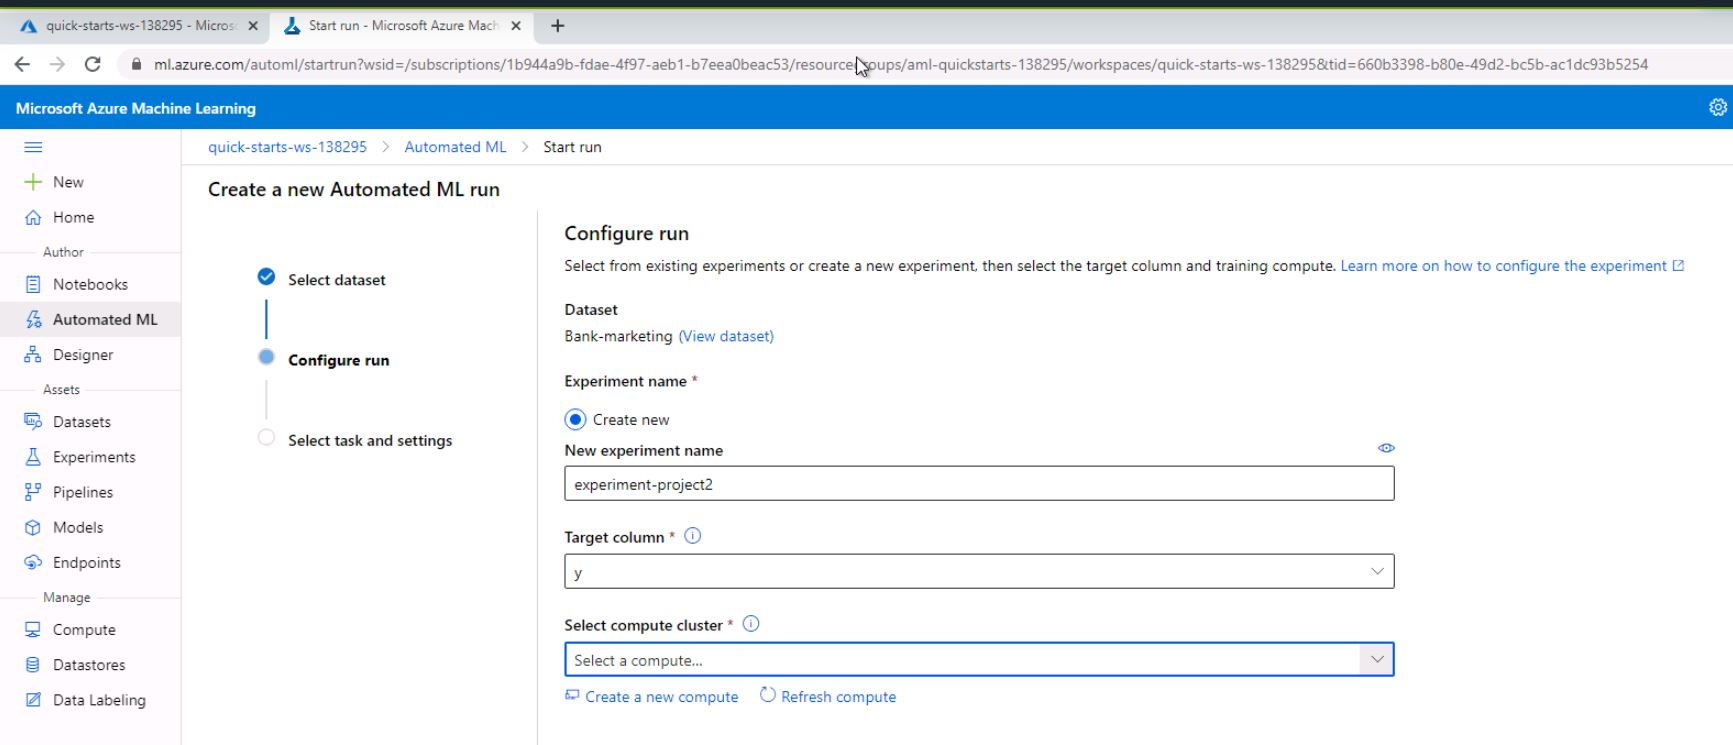 quick-starts-ws-138295 - Micros
Start run - Microsoft Azure Mach
ml.azure.com/automl/startrun?wsid=/subscriptions/1b944a9b-fdae-4f97-aeb1-b7eea0beac53/resource oups/aml-quickstarts-138295/workspaces/quick-starts-ws-138295&tid=660b3398-b80e-49d2-bc5b-ac1dc93b5254
Microsoft Azure Machine Learning
quick-starts-ws-138295 > Automated ML > Start run
New
Home
Author
Notebooks
Automated ML
Designer
Assets
Datasets
Experiments
Pipelines
Models
Endpoints
Manage
Compute
Datastores
Data Labeling
Create a new Automated ML run
Select dataset
Configure run
Select task and settings
Configure run
Select from existing experiments or create a new experiment, then select the target column and training compute. Learn more on how to configure the experiment
Dataset
Bank-marketing (View dataset)
Experiment name *
Create new
New experiment name
experiment-project2
Target column *
y
Select compute cluster *
Select a compute...
Create a new compute Refresh compute